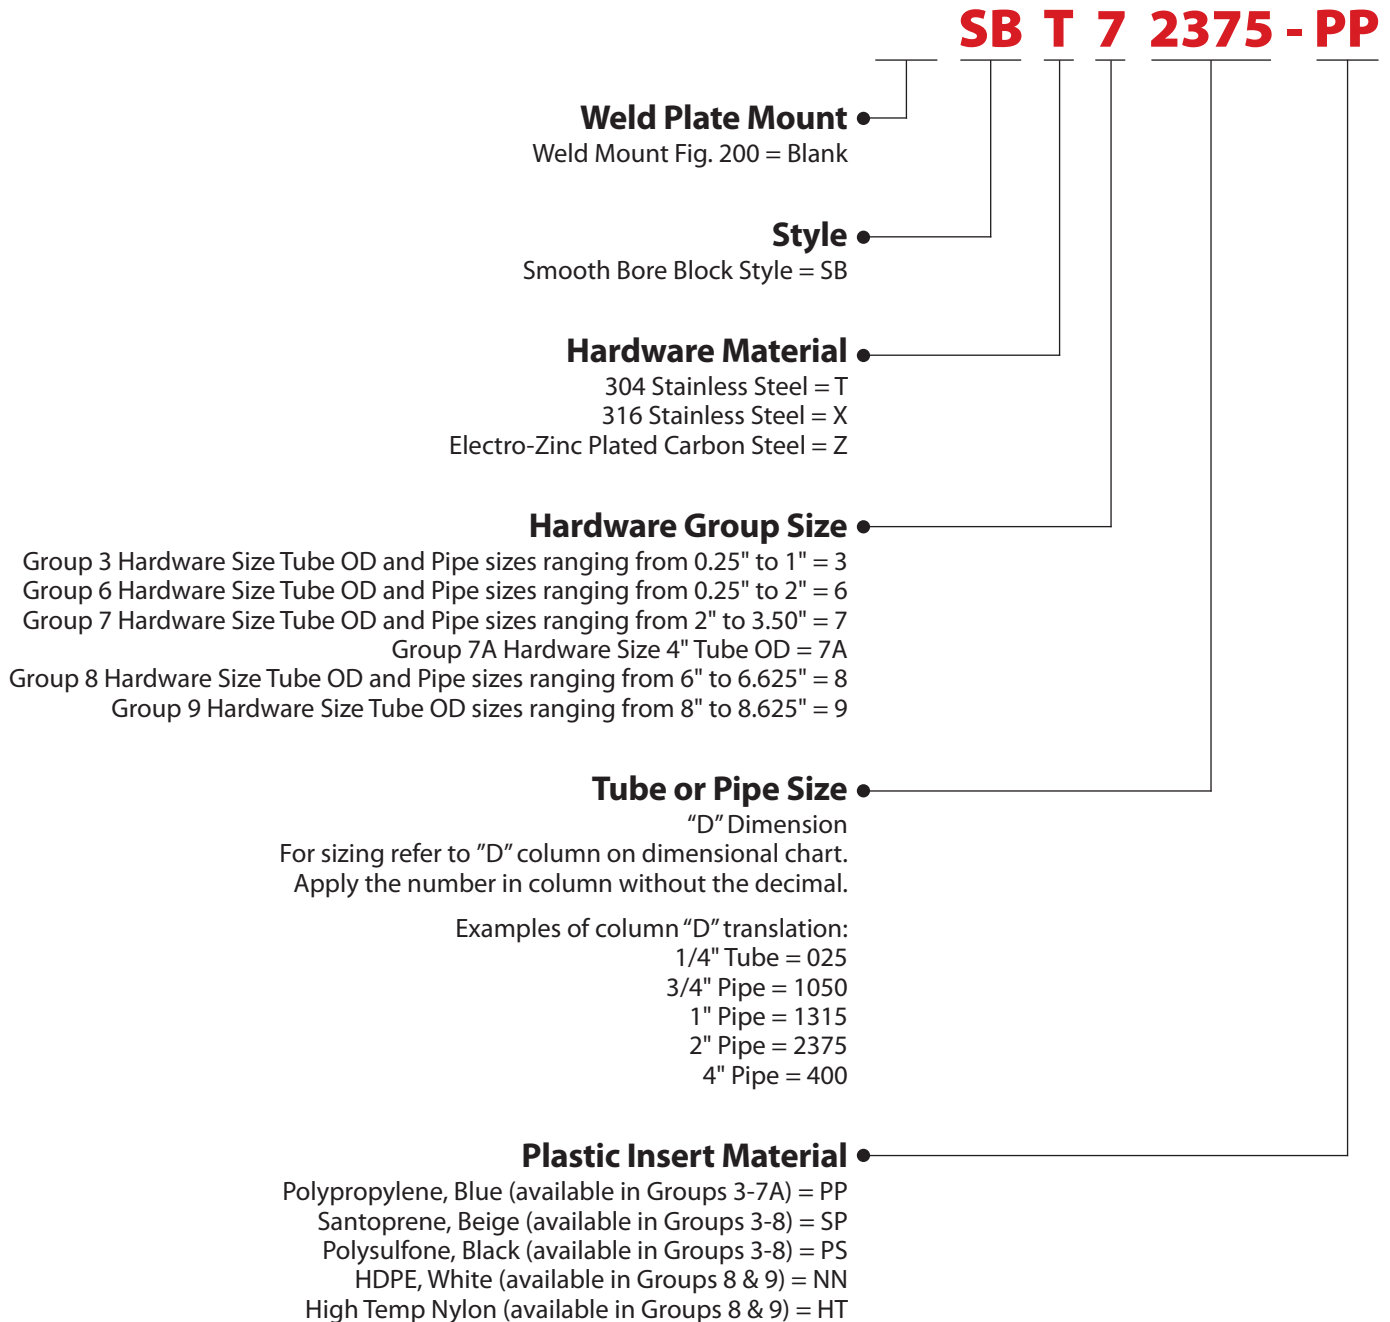 SB T 7 2375 - PP
Weld Plate Mount
Weld Mount Fig. 200 = Blank
Style
Smooth Bore Block Style = SB
Hardware Material
304 Stainless Steel = T
316 Stainless Steel = X
Electro-Zinc Plated Carbon Steel = Z
Hardware Group Size
Group 3 Hardware Size Tube OD and Pipe sizes ranging from 0.25" to 1" = 3
Group 6 Hardware Size Tube OD and Pipe sizes ranging from 0.25" to 2" = 6
Group 7 Hardware Size Tube OD and Pipe sizes ranging from 2" to 3.50" = 7
Group 7A Hardware Size 4" Tube OD = 7A
Group 8 Hardware Size Tube OD and Pipe sizes ranging from 6" to 6.625" = 8
Group 9 Hardware Size Tube OD sizes ranging from 8" to 8.625" = 9
Tube or Pipe Size
“D” Dimension
For sizing refer to ”D” column on dimensional chart.
Apply the number in column without the decimal.
Examples of column “D” translation:
1/4" Tube = 025
3/4" Pipe = 1050
1" Pipe = 1315
2" Pipe = 2375
4" Pipe = 400
Plastic Insert Material
Polypropylene, Blue (available in Groups 3-7A) = PP
Santoprene, Beige (available in Groups 3-8) = SP
Polysulfone, Black (available in Groups 3-8) = PS
HDPE, White (available in Groups 8 & 9) = NN
High Temp Nylon (available in Groups 8 & 9) = HT